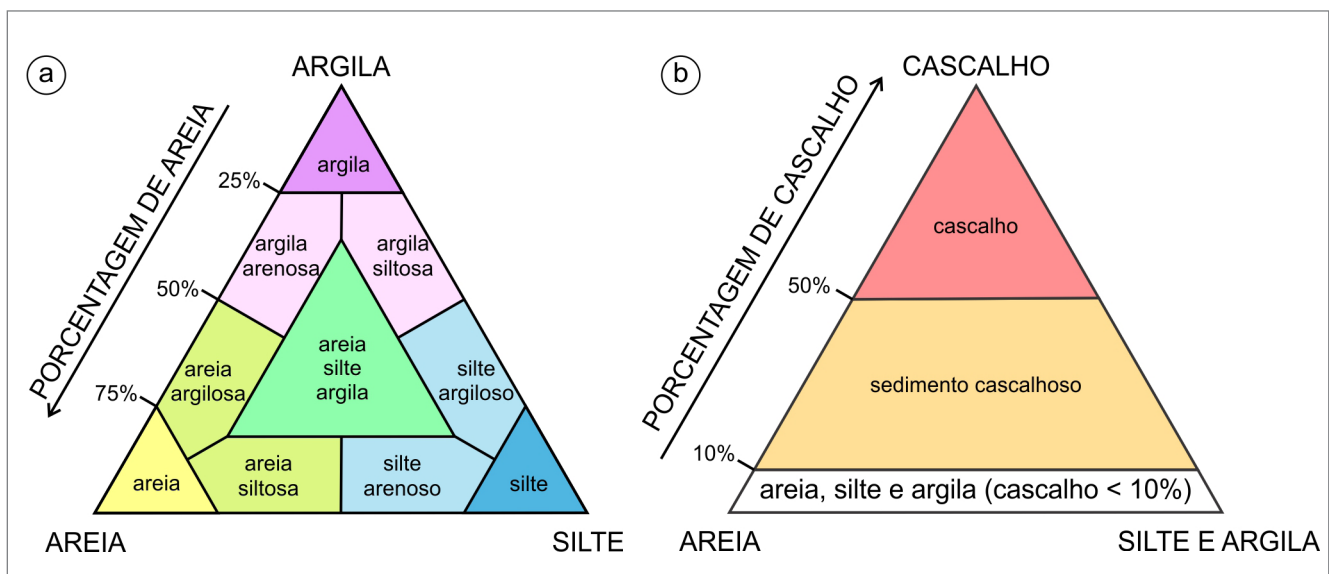 a
ARGILA
PORCENTAGEM DE AREIA
25%
50%
75%
argila
argila
arenosa
argila
siltosa
areia
silte
argila
areia
argilosa
silte
argiloso
areia
areia
siltosa
silte
arenoso
silte
AREIA
SILTE
b
CASCALHO
PORCENTAGEM DE CASCALHO
50%
10%
cascalho
sedimento cascalhoso
areia, silte e argila (cascalho < 10%)
AREIA
SILTE E ARGILA